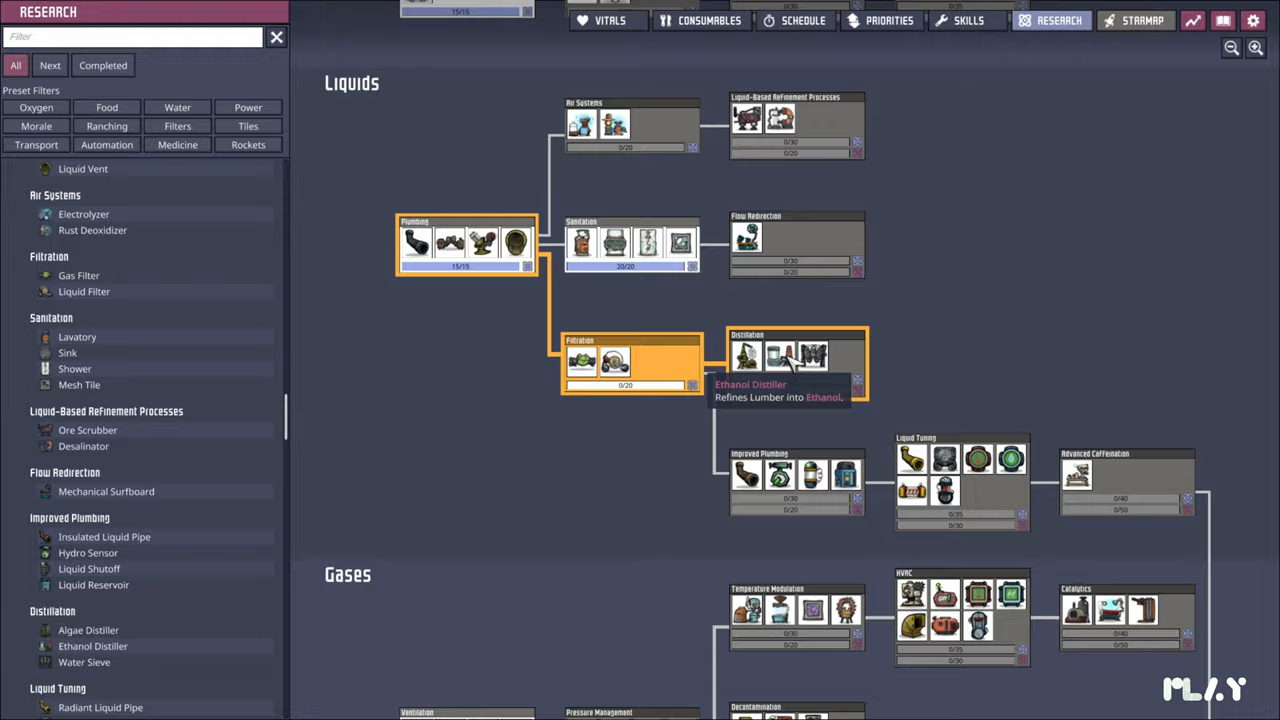 RESEARCH
Filter
All
Next
Completed
Preset Filters
Oxygen
Food
Water
Power
Morale
Ranching
Filters
Tiles
Transport
Automation
Medicine
Rockets
Liquid Vent
Air Systems
Electrolyzer
Rust Deoxidizer
Filtration
Gas Filter
Liquid Filter
Sanitation
Lavatory
Sink
Shower
Mesh Tile
Liquid-Based Refinement Processes
Ore Scrubber
Desalinator
Flow Redirection
Mechanical Surfboard
Improved Plumbing
Insulated Liquid Pipe
Hydro Sensor
Liquid Shutoff
Liquid Reservoir
Distillation
Algae Distiller
Ethanol Distiller
Water Sieve
Liquid Tuning
Radiant Liquid Pipe
15/15
0/30
VITALS
CONSUMABLES
SCHEDULE
PRIORITIES
SKILLS
RESEARCH
STARMAP
Liquids
Air Systems
0/20
Liquid-Based Refinement Processes
0/30
0/20
Plumbing
15/15
Sanitation
20/20
Flow Redirection
0/30
0/20
Filtration
0/20
Distillation
Ethanol Distiller
Refines Lumber into Ethanol.
Improved Plumbing
0/30
0/20
Liquid Tuning
0/35
0/30
Advanced Caffeination
0/40
0/50
Gases
Temperature Modulation
0/30
0/20
HVAC
0/35
0/30
Catalytics
0/40
0/50
Ventilation
Pressure Management
Decontamination
PLAY